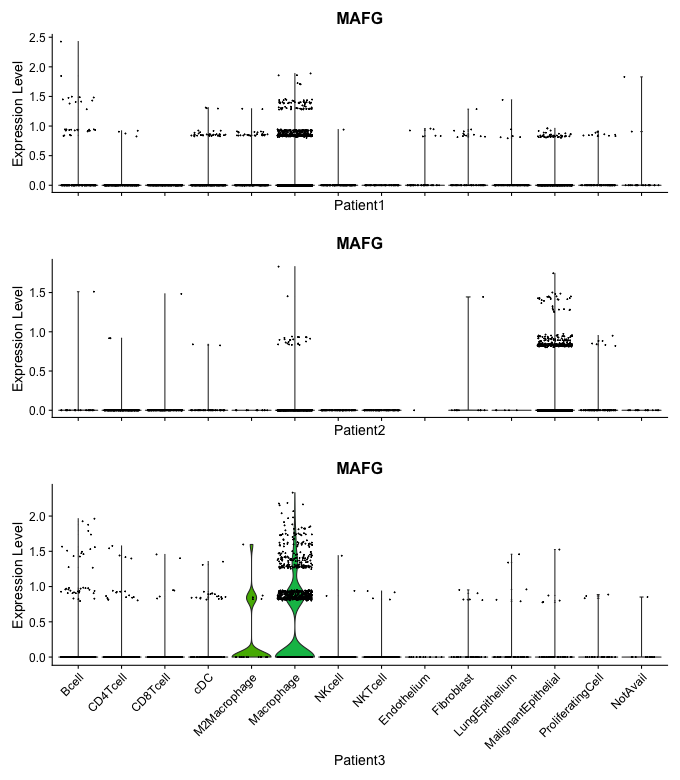 MAFG
Expression Level
2.5
2.0
1.5
1.0
0.5
0.0
Patient1
MAFG
Expression Level
1.5
1.0
0.5
0.0
Patient2
MAFG
Expression Level
2.0
1.5
1.0
0.5
0.0
Bcell
CD4Tcell
CD8Tcell
cDC
M2Macrophage
Macrophage
NKcell
NKTcell
Endothelium
Fibroblast
LungEpithelium
MalignantEpithelial
ProliferatingCell
NotAvail
Patient3